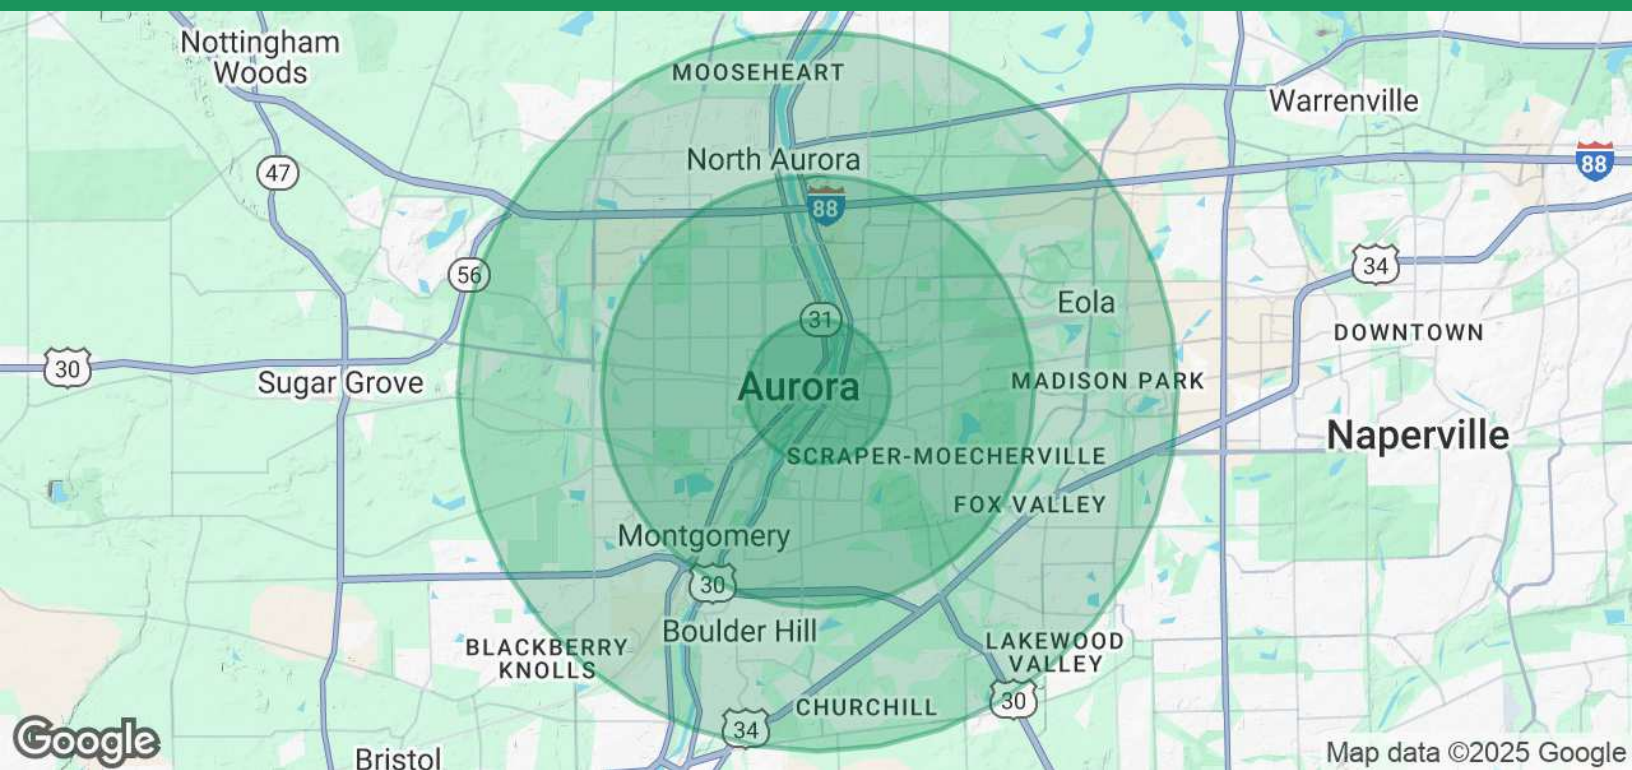 Nottingham
Woods
MOOSEHEART
Warrenville
North Aurora
88
47
88
34
56
31
Eola
DOWNTOWN
30
Sugar Grove
Aurora
MADISON PARK
Naperville
SCRAPER-MOECHERVILLE
FOX VALLEY
Montgomery
30
Boulder Hill
BLACKBERRY
KNOLLS
LAKEWOOD
VALLEY
30
CHURCHILL
34
Google
Bristol
Map data ©2025 Google